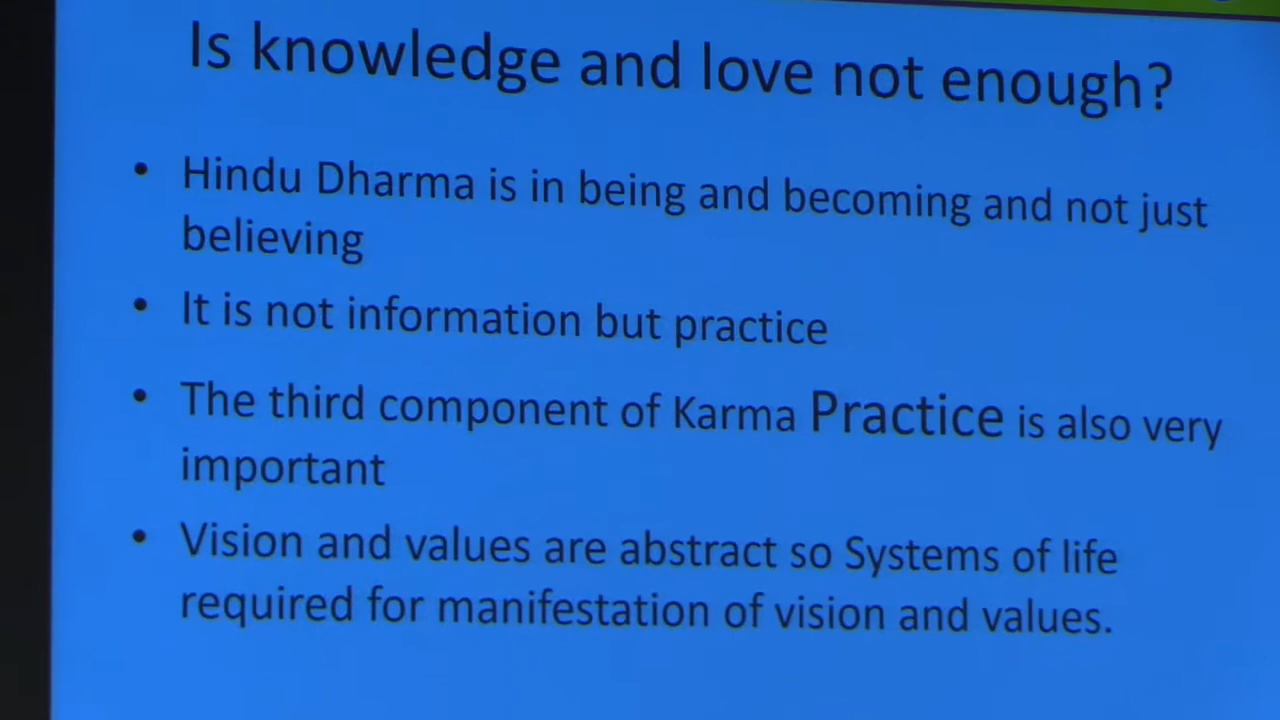 Is knowledge and love not enough?
• Hindu Dharma is in being and becoming and not just
believing
• It is not information but practice
• The third component of Karma Practice is also very
important
• Vision and values are abstract so Systems of life
required for manifestation of vision and values.